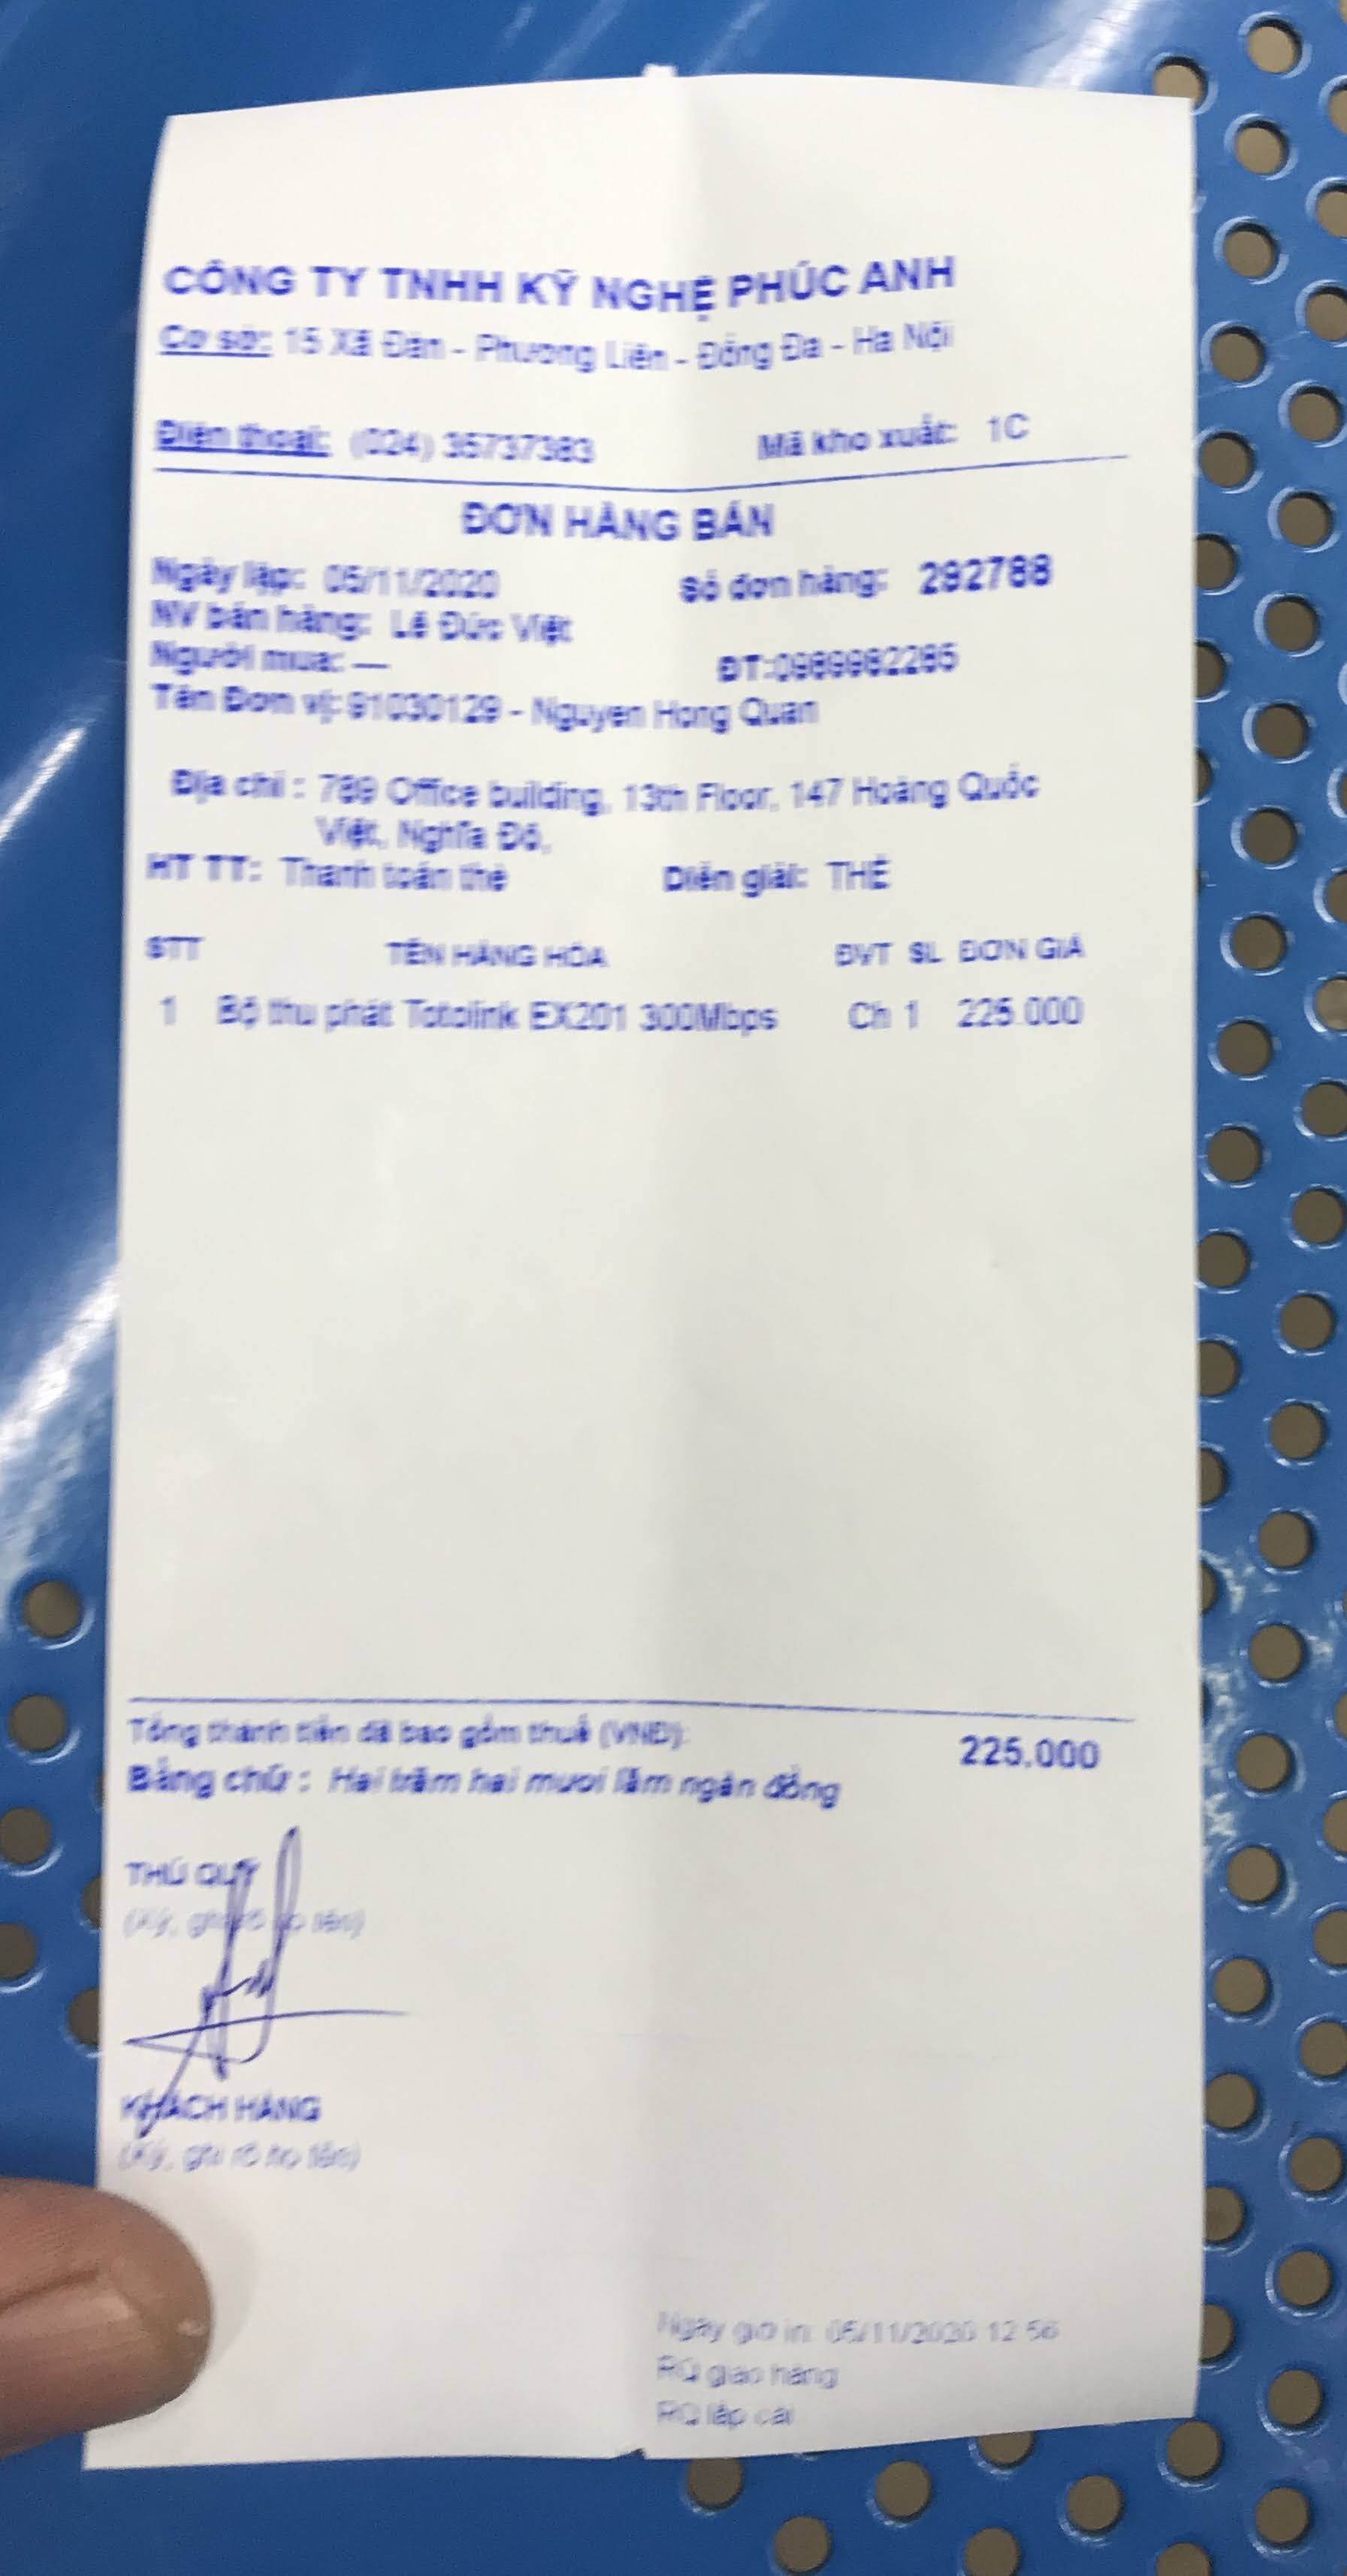 CÔNG TY TNHH KỸ NGHỆ PHÚC ANH
Cơ sở: 15 Xã Đàn - Phương Liên - Đống Đa - Hà Nội
Điện thoại: (024) 35737383 Mã kho xuất: 1C
ĐƠN HÀNG BÁN
Ngày lập: 05/11/2020 Số đơn hàng: 292788
NV bán hàng: Lê Đức Việt
Người mua: — ĐT:0989982285
Tên Đơn vị: 91030129 - Nguyen Hong Quan
Địa chỉ : 789 Office building, 13th Floor, 147 Hoàng Quốc
Việt, Nghĩa Đô,
HT TT: Thanh toán thẻ Diễn giải: THẺ
STT TÊN HÀNG HÓA ĐVT SL ĐƠN GIÁ
1 Bộ thu phát Totolink EX201 300Mbps Ch 1 225.000
Tổng thành tiền đã bao gồm thuế (VNĐ): 225.000
Bằng chữ : Hai trăm hai mươi lăm ngàn đồng
THỦ QUỸ
(Ký, ghi rõ họ tên)
KHÁCH HÀNG
(Ký, ghi rõ họ tên)
Ngày giờ in: 05/11/2020 12:56
RQ giao hàng
RQ lắp cài